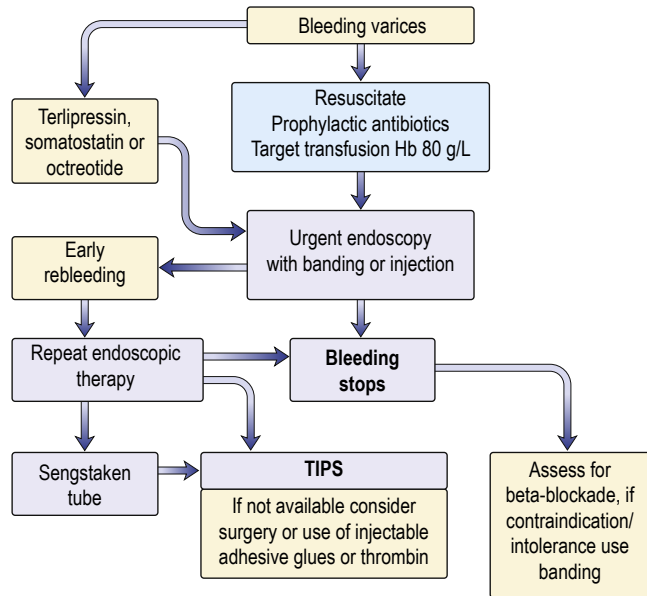 Bleeding varices
Terlipressin,
somatostatin or
octreotide
Resuscitate
Prophylactic antibiotics
Target transfusion Hb 80 g/L
Urgent endoscopy
with banding or injection
Early
rebleeding
Repeat endoscopic
therapy
Bleeding
stops
Sengstaken
tube
TIPS
If not available consider
surgery or use of injectable
adhesive glues or thrombin
Assess for
beta-blockade, if
contraindication/
intolerance use
banding